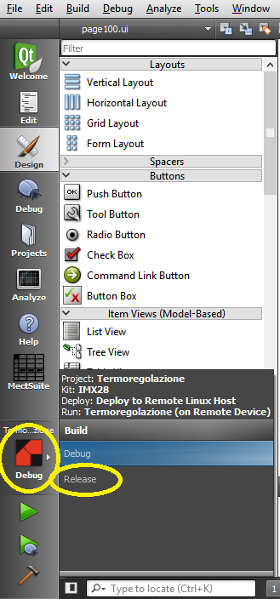 File Edit Build Debug Analyze Tools Window
page100.ui
Qt
Welcome
Edit
Design
Debug
Projects
Analyze
Help
MectSuite
Termo...zione
Debug
Filter
Layouts
Vertical Layout
Horizontal Layout
Grid Layout
Form Layout
Spacers
Buttons
OK Push Button
Tool Button
Radio Button
Check Box
Command Link Button
Button Box
Item Views (Model-Based)
List View
Tree View
Project: Termoregolazione
Kit: IMX28
Deploy: Deploy to Remote Linux Host
Run: Termoregolazione (on Remote Device)
Build
Debug
Release
Type to locate (Ctrl+K)
1